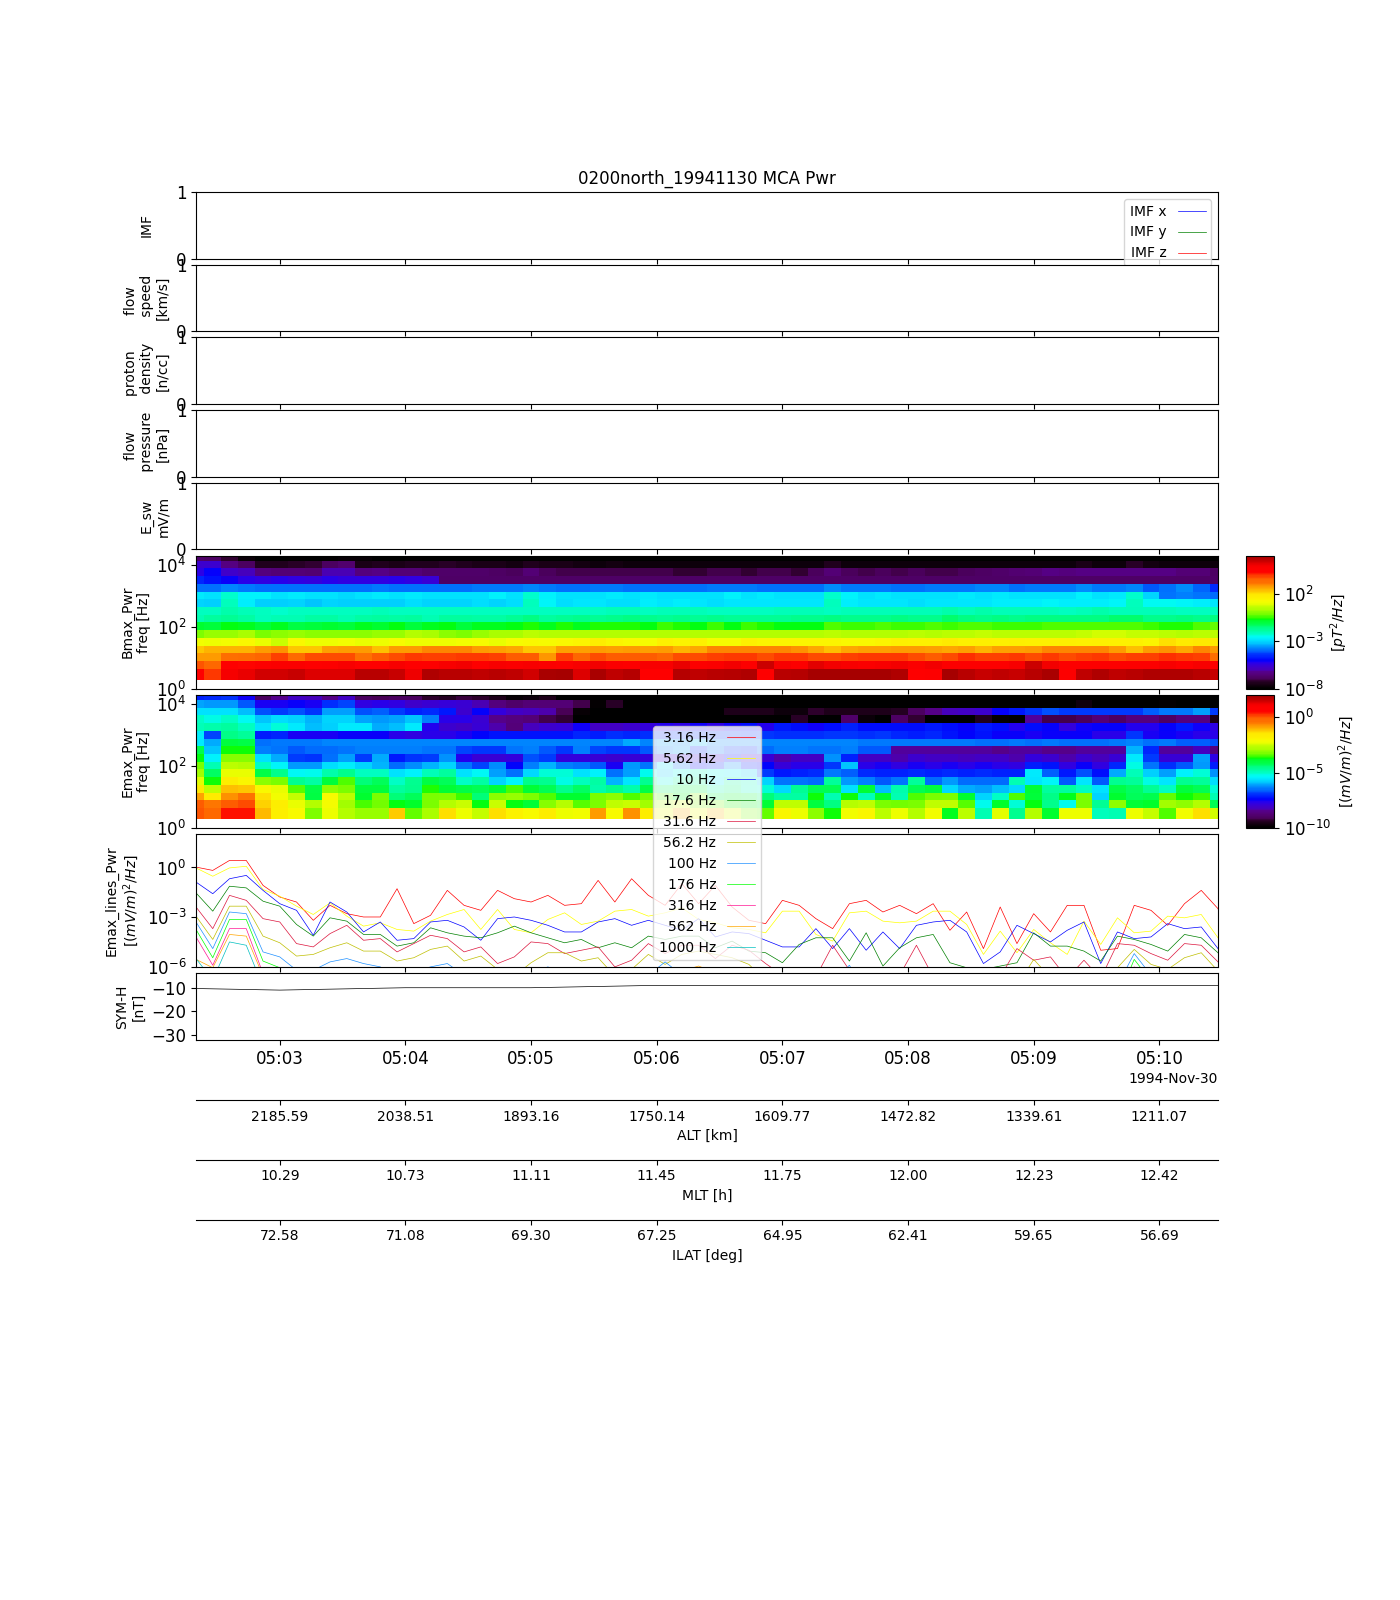 0200north_19941130 MCA Pwr
1
0
IMF
IMF x
IMF y
IMF z
1
0
flow
speed
[km/s]
1
0
proton
density
[n/cc]
1
0
flow
pressure
[nPa]
1
0
E_sw
mV/m
10^4
10^2
10^0
Bmax_Pwr
freq [Hz]
10^2
10^-3
10^-8
[pT^2/Hz]
10^4
10^2
10^0
Emax_Pwr
freq [Hz]
10^0
10^-5
10^-10
[(mV/m)^2/Hz]
3.16 Hz
5.62 Hz
10 Hz
17.6 Hz
31.6 Hz
56.2 Hz
100 Hz
176 Hz
316 Hz
562 Hz
1000 Hz
10^0
10^-3
10^-6
Emax_lines_Pwr
[(mV/m)^2/Hz]
−10
−20
−30
SYM-H
[nT]
05:03 05:04 05:05 05:06 05:07 05:08 05:09 05:10
1994-Nov-30
2185.59 2038.51 1893.16 1750.14 1609.77 1472.82 1339.61 1211.07
ALT [km]
10.29 10.73 11.11 11.45 11.75 12.00 12.23 12.42
MLT [h]
72.58 71.08 69.30 67.25 64.95 62.41 59.65 56.69
ILAT [deg]